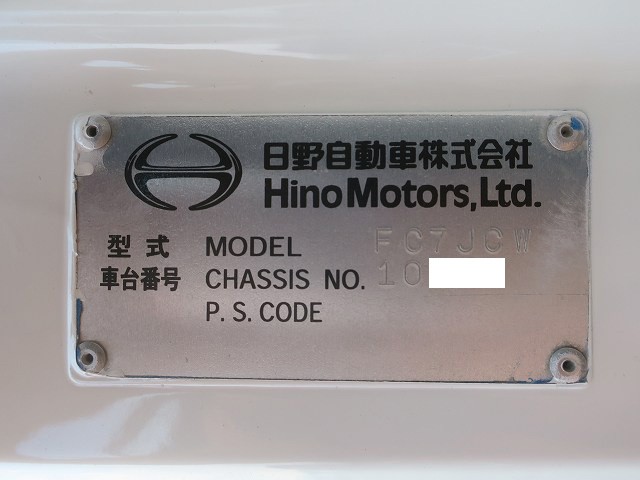 日野自動車株式会社
Hino Motors, Ltd.
型式 MODEL FC7JCW
車台番号 CHASSIS NO. 10
P. S. CODE